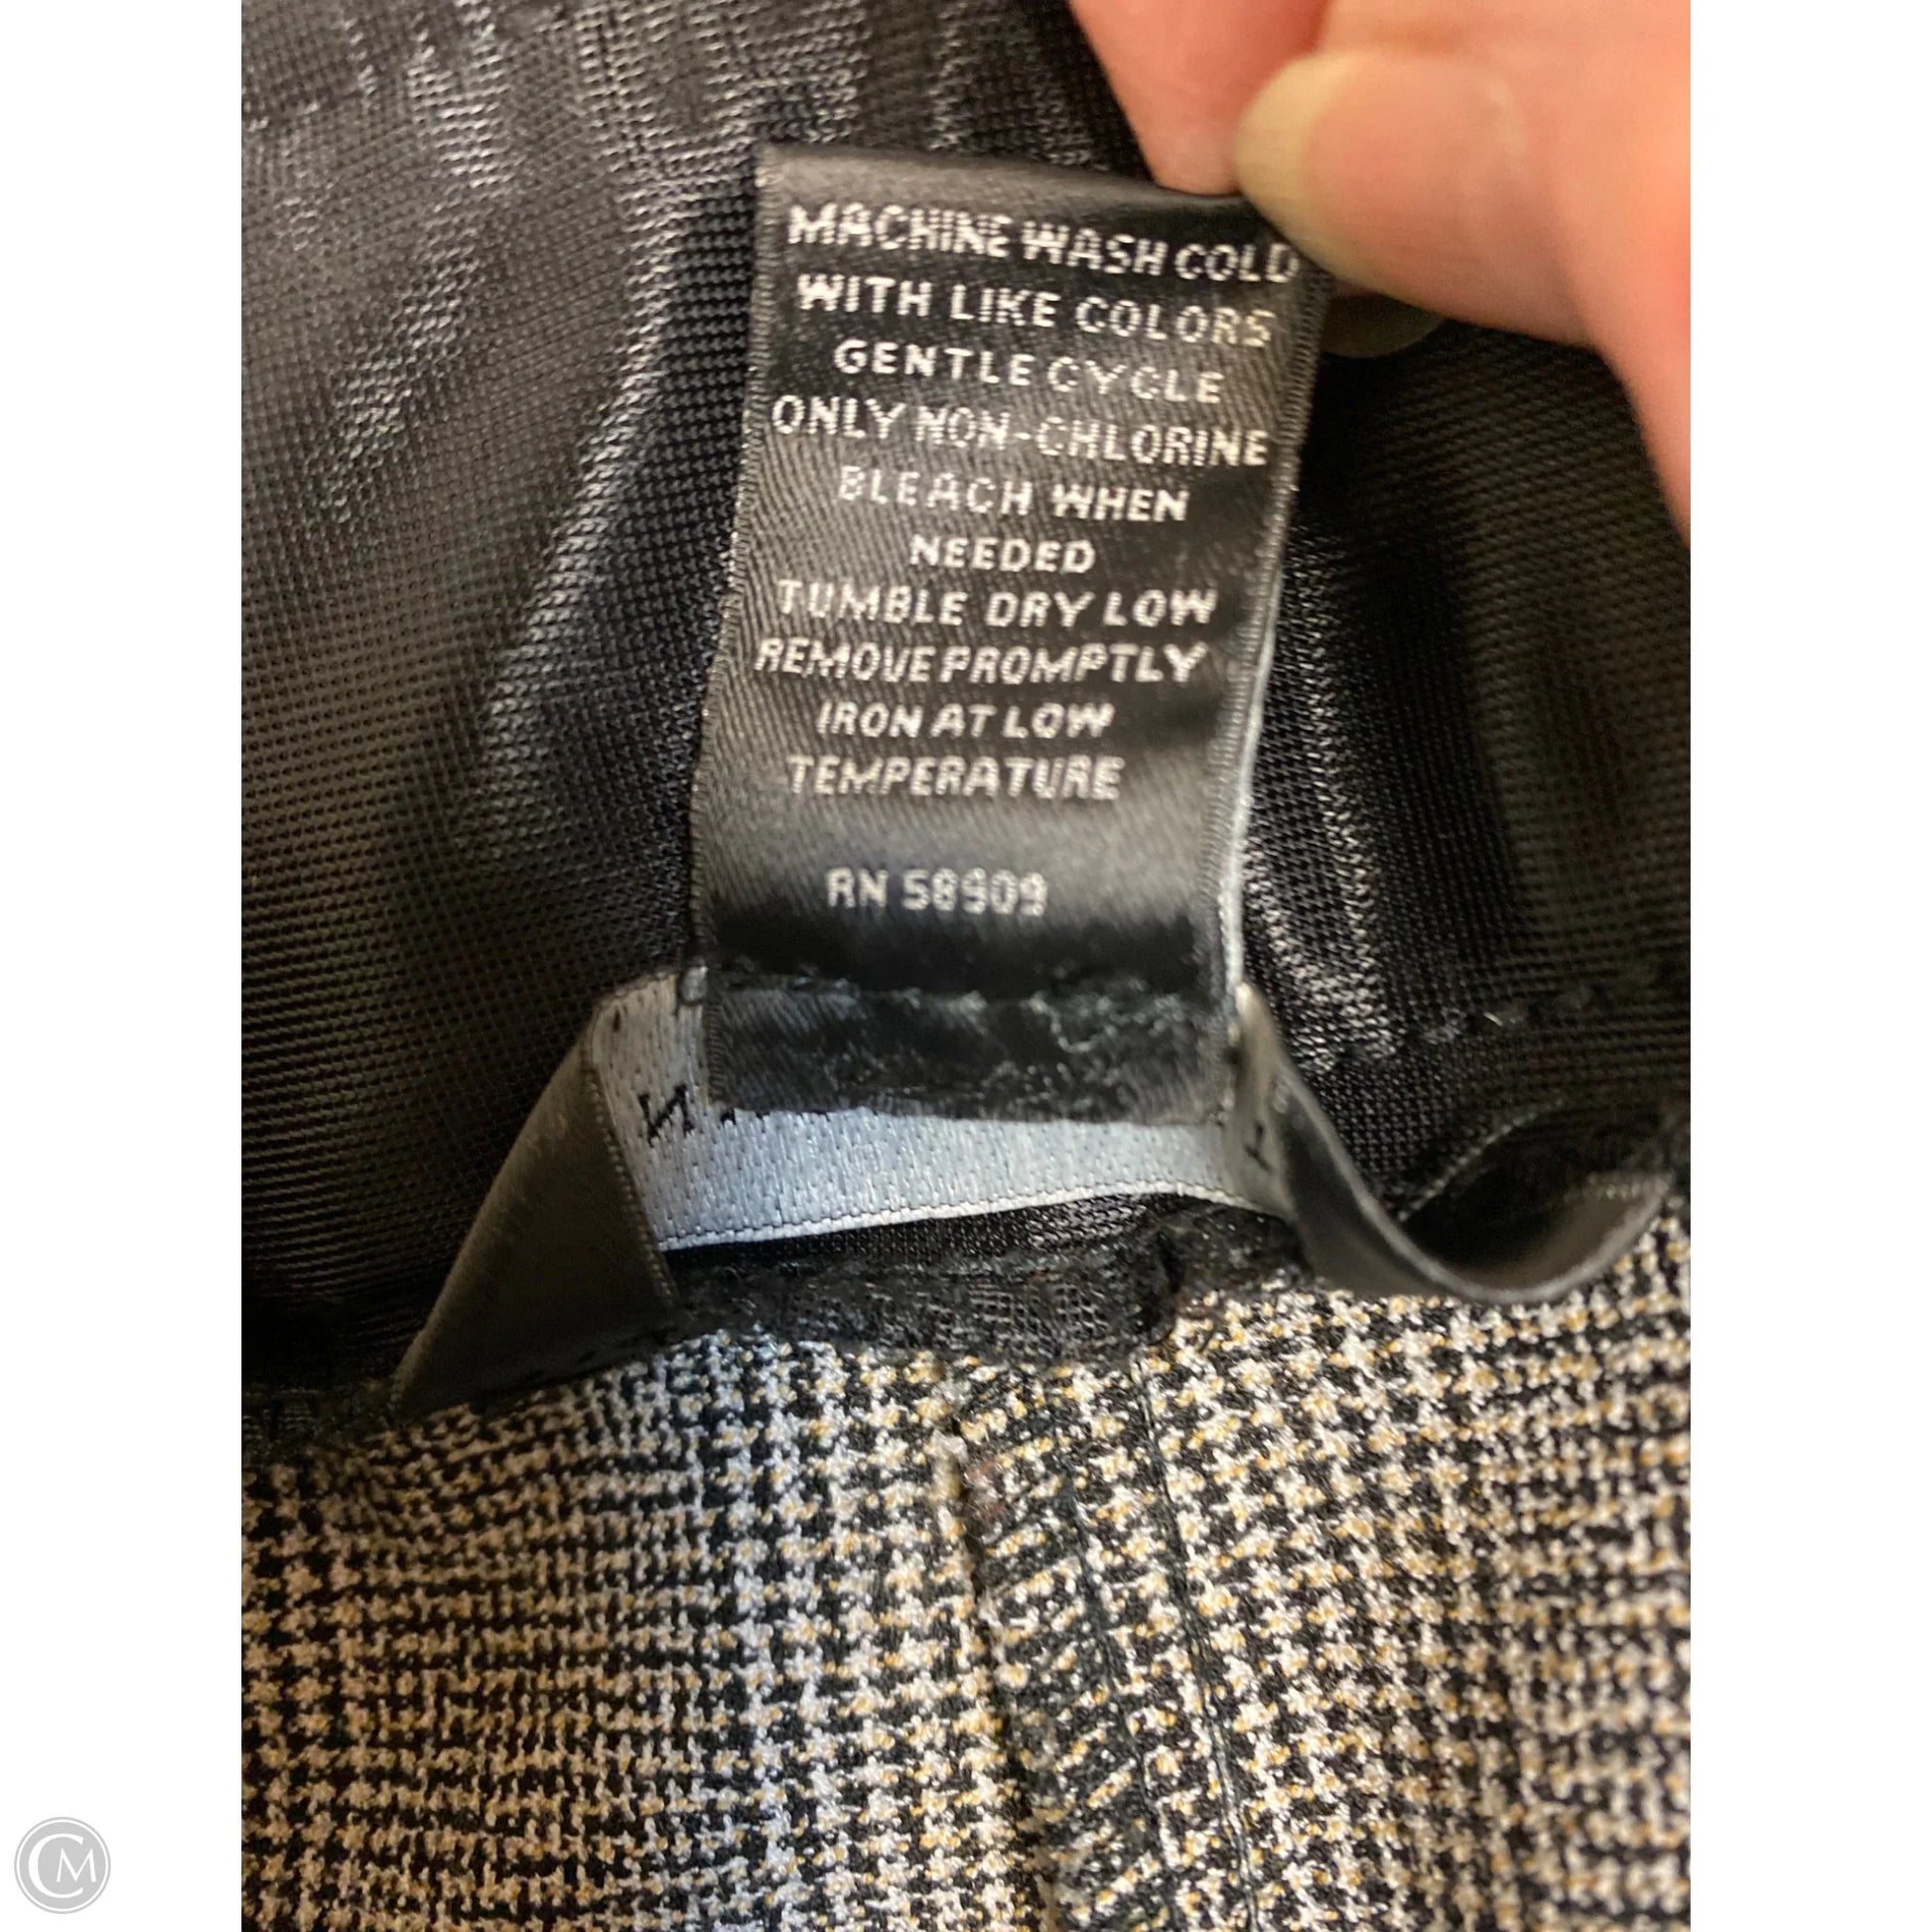 MACHINE WASH COLD
WITH LIKE COLORS
GENTLE CYCLE
ONLY NON-CHLORINE
BLEACH WHEN
NEEDED
TUMBLE DRY LOW
REMOVE PROMPTLY
IRON AT LOW
TEMPERATURE
RN 58909
CM